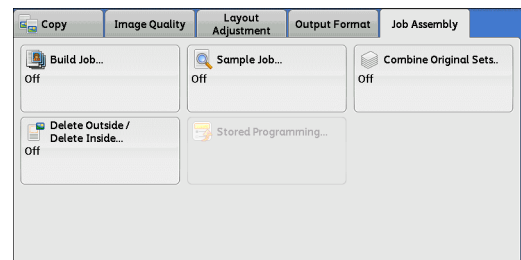 Copy
Image Quality
Layout
Adjustment
Output Format
Job Assembly
Build Job...
Off
Sample Job...
Off
Combine Original Sets..
Off
Delete Outside /
Delete Inside...
Off
Stored Programming...